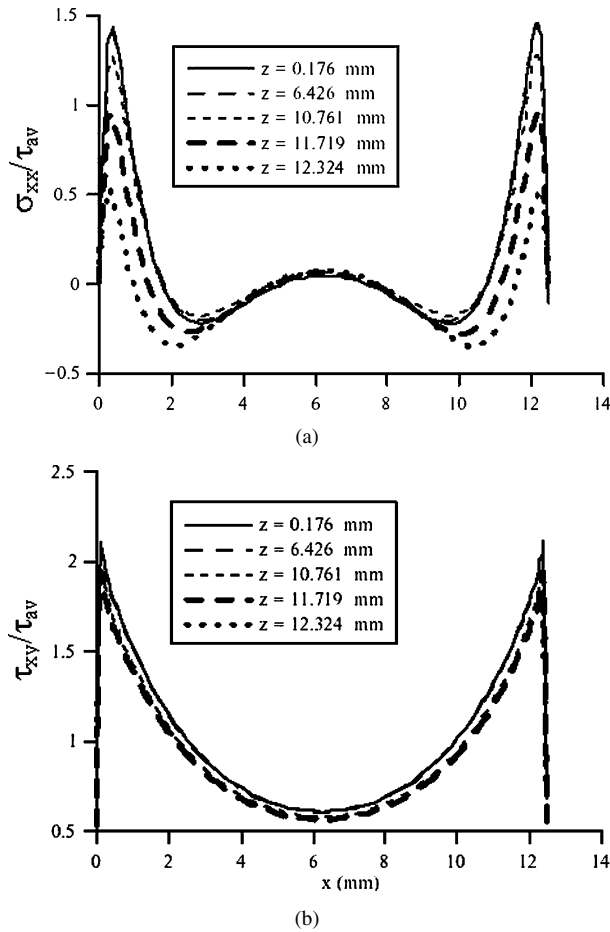 1.5
1
0.5
0
−0.5
σxx/τav
z = 0.176 mm
z = 6.426 mm
z = 10.761 mm
z = 11.719 mm
z = 12.324 mm
0 2 4 6 8 10 12 14
(a)
2.5
2
1.5
1
0.5
τxy/τav
z = 0.176 mm
z = 6.426 mm
z = 10.761 mm
z = 11.719 mm
z = 12.324 mm
0 2 4 6 8 10 12 14
x (mm)
(b)